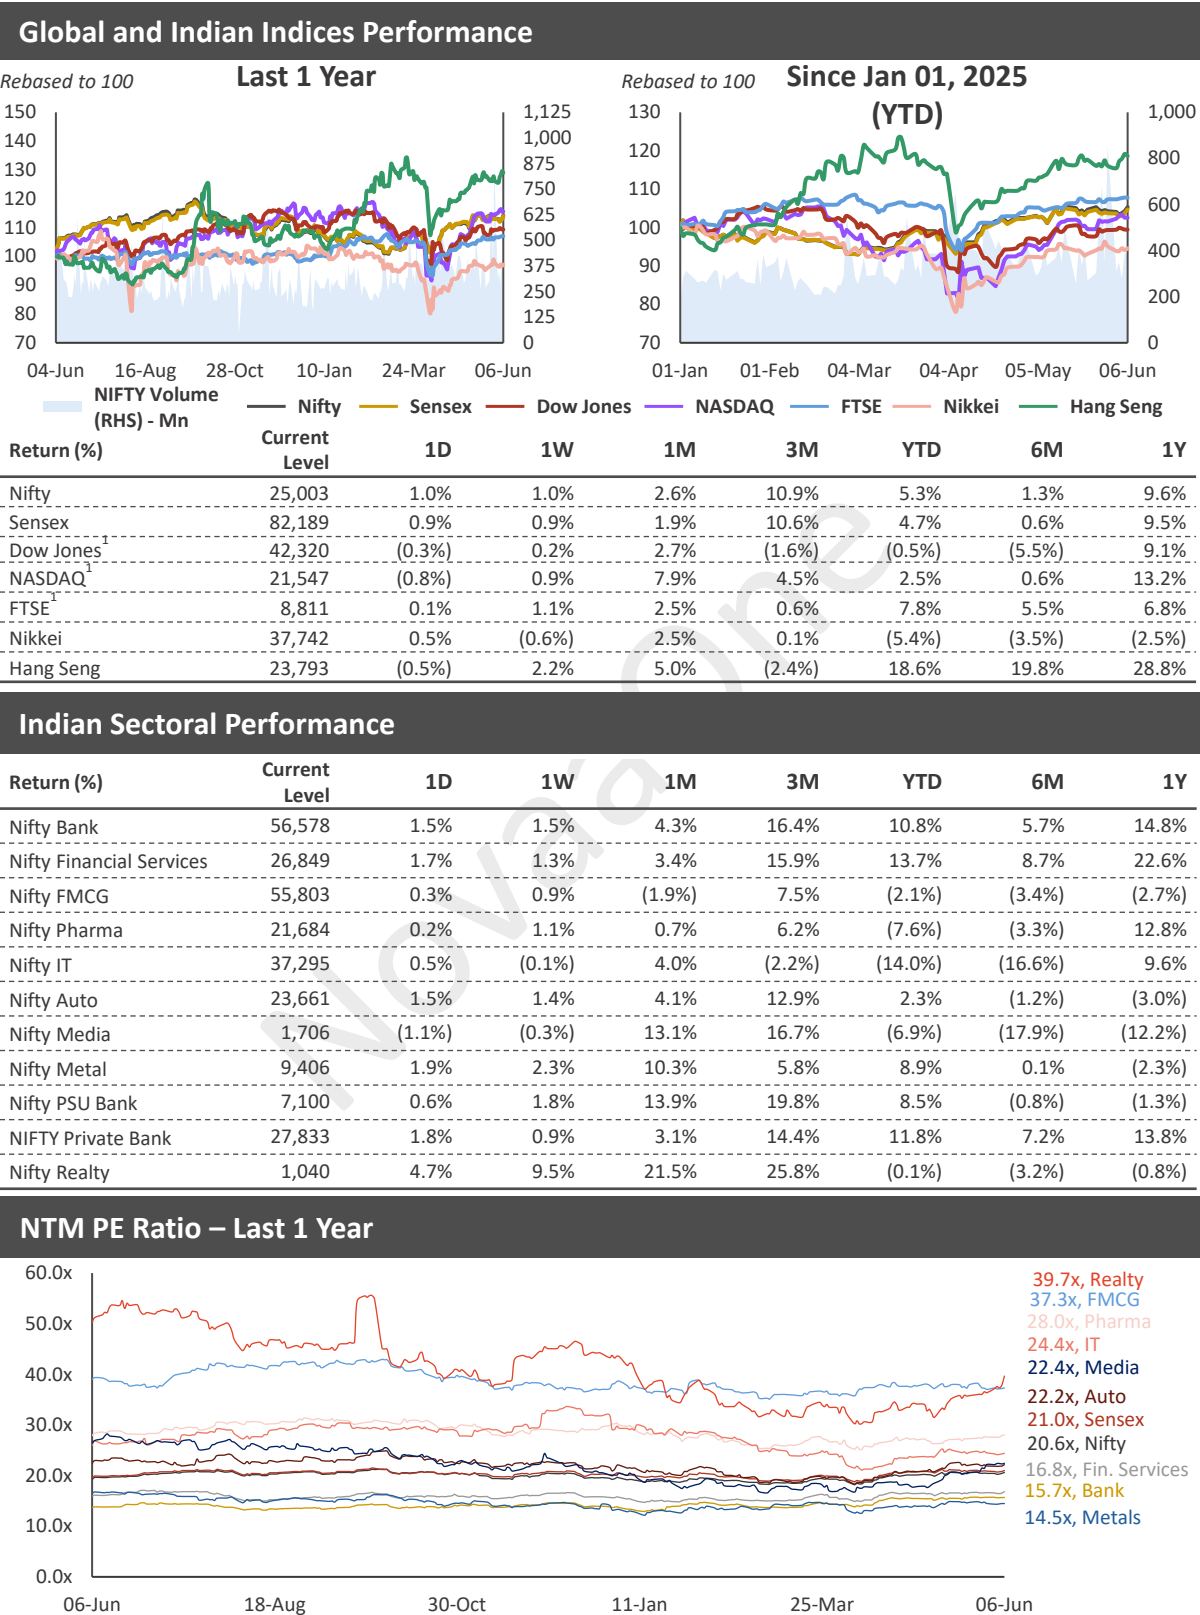 Global and Indian Indices Performance
Rebased to 100
Last 1 Year
150
140
130
120
110
100
90
80
70
1,125
1,000
875
750
625
500
375
250
125
0
04-Jun 16-Aug 28-Oct 10-Jan 24-Mar 06-Jun
Rebased to 100
Since Jan 01, 2025
(YTD)
130
120
110
100
90
80
70
1,000
800
600
400
200
0
01-Jan 01-Feb 04-Mar 04-Apr 05-May 06-Jun
NIFTY Volume
(RHS) - Mn
Nifty Sensex Dow Jones NASDAQ FTSE Nikkei Hang Seng
Return (%) Current Level 1D 1W 1M 3M YTD 6M 1Y
Nifty 25,003 1.0% 1.0% 2.6% 10.9% 5.3% 1.3% 9.6%
Sensex 82,189 0.9% 0.9% 1.9% 10.6% 4.7% 0.6% 9.5%
Dow Jones1 42,320 (0.3%) 0.2% 2.7% (1.6%) (0.5%) (5.5%) 9.1%
NASDAQ1 21,547 (0.8%) 0.9% 7.9% 4.5% 2.5% 0.6% 13.2%
FTSE1 8,811 0.1% 1.1% 2.5% 0.6% 7.8% 5.5% 6.8%
Nikkei 37,742 0.5% (0.6%) 2.5% 0.1% (5.4%) (3.5%) (2.5%)
Hang Seng 23,793 (0.5%) 2.2% 5.0% (2.4%) 18.6% 19.8% 28.8%
Indian Sectoral Performance
Return (%) Current Level 1D 1W 1M 3M YTD 6M 1Y
Nifty Bank 56,578 1.5% 1.5% 4.3% 16.4% 10.8% 5.7% 14.8%
Nifty Financial Services 26,849 1.7% 1.3% 3.4% 15.9% 13.7% 8.7% 22.6%
Nifty FMCG 55,803 0.3% 0.9% (1.9%) 7.5% (2.1%) (3.4%) (2.7%)
Nifty Pharma 21,684 0.2% 1.1% 0.7% 6.2% (7.6%) (3.3%) 12.8%
Nifty IT 37,295 0.5% (0.1%) 4.0% (2.2%) (14.0%) (16.6%) 9.6%
Nifty Auto 23,661 1.5% 1.4% 4.1% 12.9% 2.3% (1.2%) (3.0%)
Nifty Media 1,706 (1.1%) (0.3%) 13.1% 16.7% (6.9%) (17.9%) (12.2%)
Nifty Metal 9,406 1.9% 2.3% 10.3% 5.8% 8.9% 0.1% (2.3%)
Nifty PSU Bank 7,100 0.6% 1.8% 13.9% 19.8% 8.5% (0.8%) (1.3%)
NIFTY Private Bank 27,833 1.8% 0.9% 3.1% 14.4% 11.8% 7.2% 13.8%
Nifty Realty 1,040 4.7% 9.5% 21.5% 25.8% (0.1%) (3.2%) (0.8%)
NovaaOne
NTM PE Ratio – Last 1 Year
60.0x
50.0x
40.0x
30.0x
20.0x
10.0x
0.0x
06-Jun 18-Aug 30-Oct 11-Jan 25-Mar 06-Jun
39.7x, Realty
37.3x, FMCG
28.0x, Pharma
24.4x, IT
22.4x, Media
22.2x, Auto
21.0x, Sensex
20.6x, Nifty
16.8x, Fin. Services
15.7x, Bank
14.5x, Metals